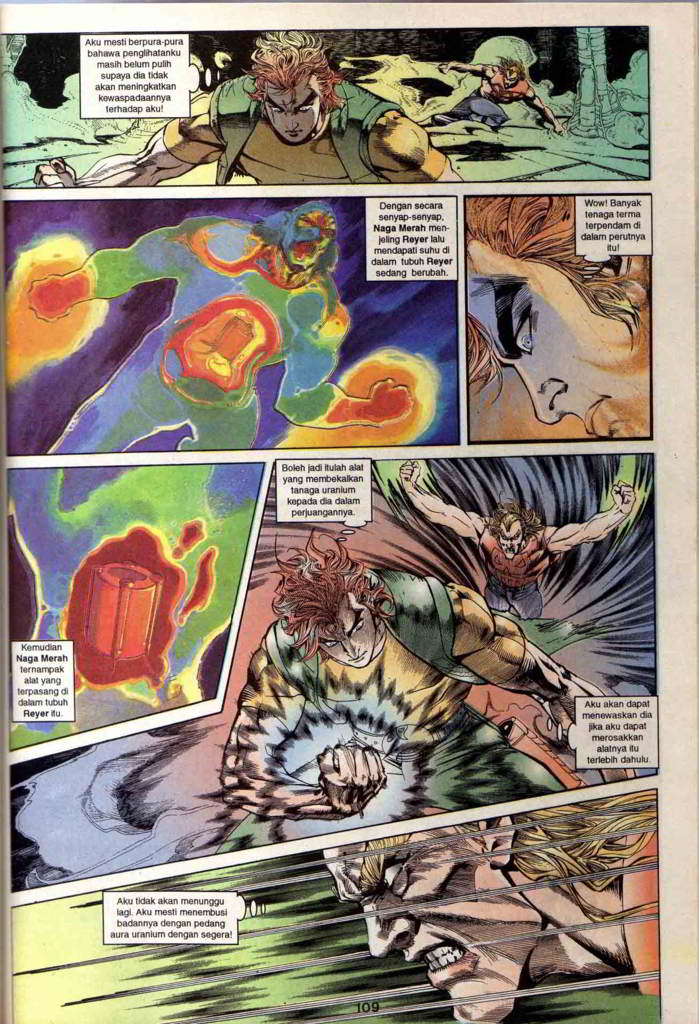 Aku mesti berpura-pura
bahawa penglihatanku
masih belum pulih
supaya dia tidak
akan meningkatkan
kewaspadaannya
terhadap aku!
Dengan secara
senyap-senyap,
Naga Merah men-
jeling Reyer lalu
mendapati suhu di
dalam tubuh Reyer
sedang berubah.
Wow! Banyak
tenaga terma
terpendam di
dalam perutnya
itu!
Kemudian
Naga Merah
ternampak
alat yang
terpasang di
dalam tubuh
Reyer itu.
Boleh jadi itulah alat
yang membekalkan
tanaga uranium
kepada dia dalam
perjuangannya.
Aku akan dapat
menewaskan dia
jika aku dapat
merosakkan
alatnya itu
terlebih dahulu.
Aku tidak akan menunggu
lagi. Aku mesti menembusi
badannya dengan pedang
aura uranium dengan segera!
109